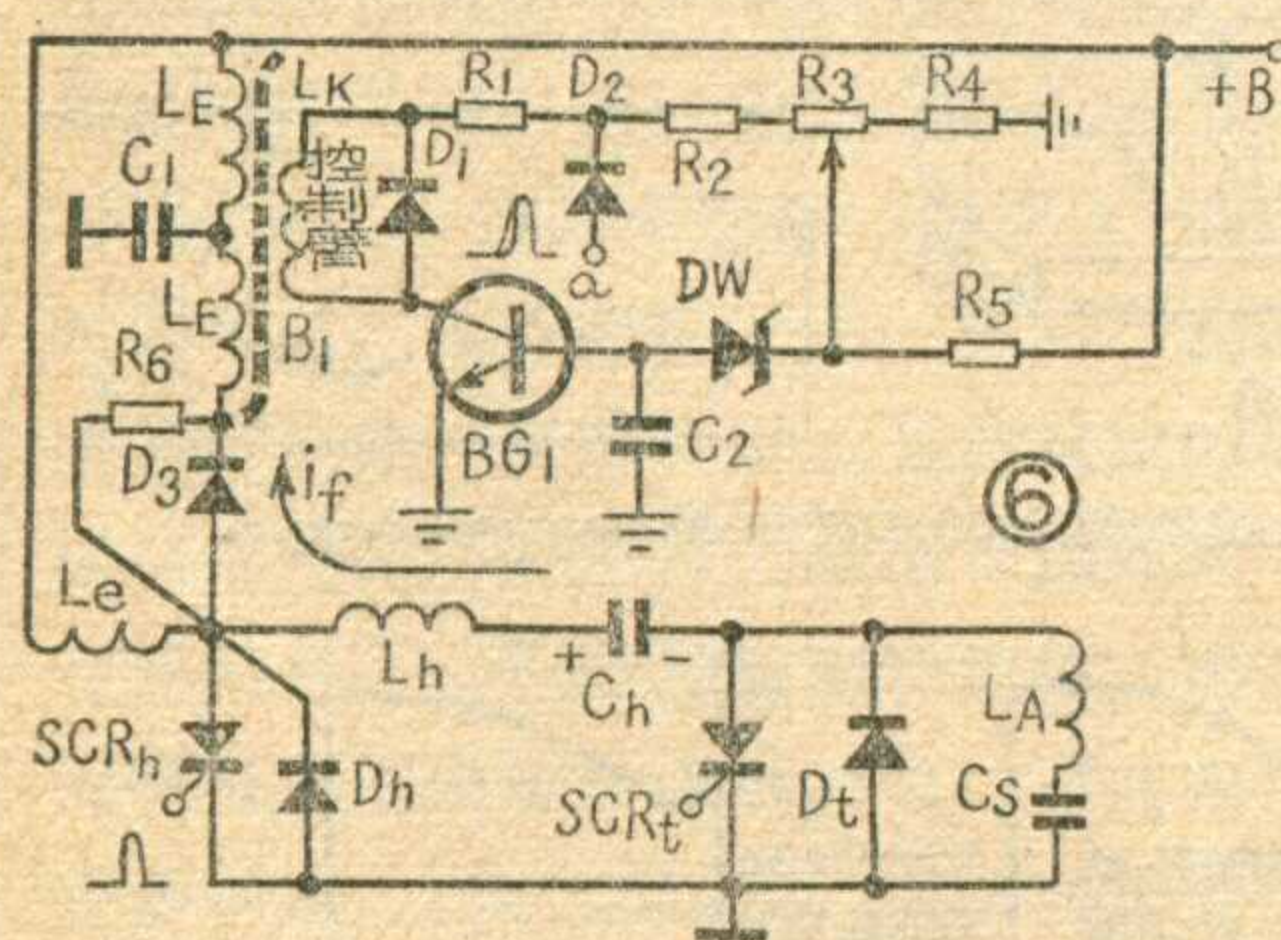 +B
LE
LK
R1
D2
R3
R4
C1
D1
R2
控制管
a
DW
LE
B1
R5
R6
D3
if
BG1
C2
⑥
Le
Lh
+ Ch -
LA
SCRh
Dh
SCRt
Dt
CS